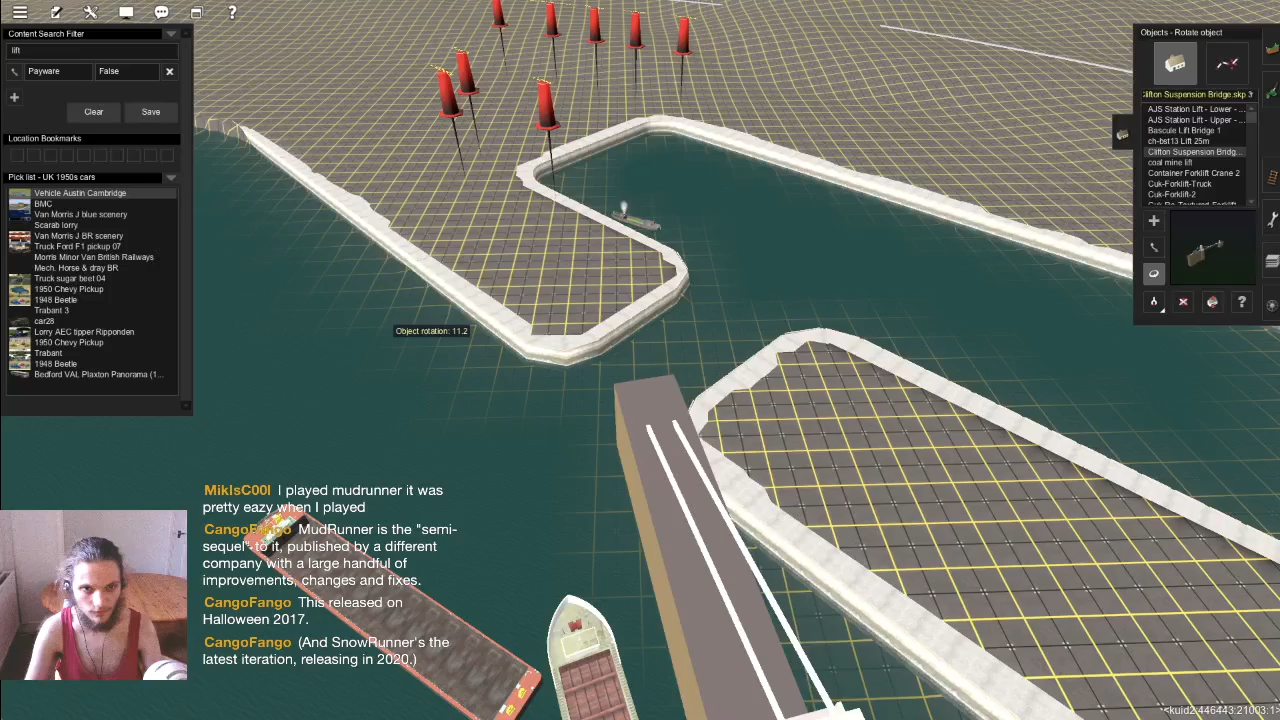 Content Search Filter
lift
Payware
False
Clear
Save
Location Bookmarks
Pick list - UK 1950s cars
Vehicle Austin Cambridge
BMC
Van Morris J blue scenery
Scarab lorry
Van Morris J BR scenery
Truck Ford F1 pickup 07
Morris Minor Van British Railways
Mech. Horse & dray BR
Truck sugar beet 04
1950 Chevy Pickup
1948 Beetle
Trabant 3
car28
Lorry AEC tipper Ripponden
1950 Chevy Pickup
Trabant
1948 Beetle
Bedford VAL Plaxton Panorama (1...
Object rotation: 11.2
MiklsC00l I played mudrunner it was
pretty eazy when I played
CangoFango MudRunner is the "semi-
sequel" to it, published by a different
company with a large handful of
improvements, changes and fixes.
CangoFango This released on
Halloween 2017.
CangoFango (And SnowRunner's the
latest iteration, releasing in 2020.)
Objects - Rotate object
lifton Suspension Bridge.skp
AJS Station Lift - Lower - ...
AJS Station Lift - Upper - ...
Bascule Lift Bridge 1
ch-bst13 Lift 25m
Clifton Suspension Bridg...
coal mine lift
Container Forklift Crane 2
Cuk-Forklift-Truck
Cuk-Forklift-2
<kuid2:446443:21003:1>